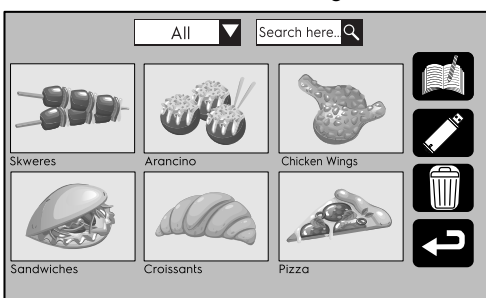 All
Search here..
Skweres
Arancino
Chicken Wings
Sandwiches
Croissants
Pizza